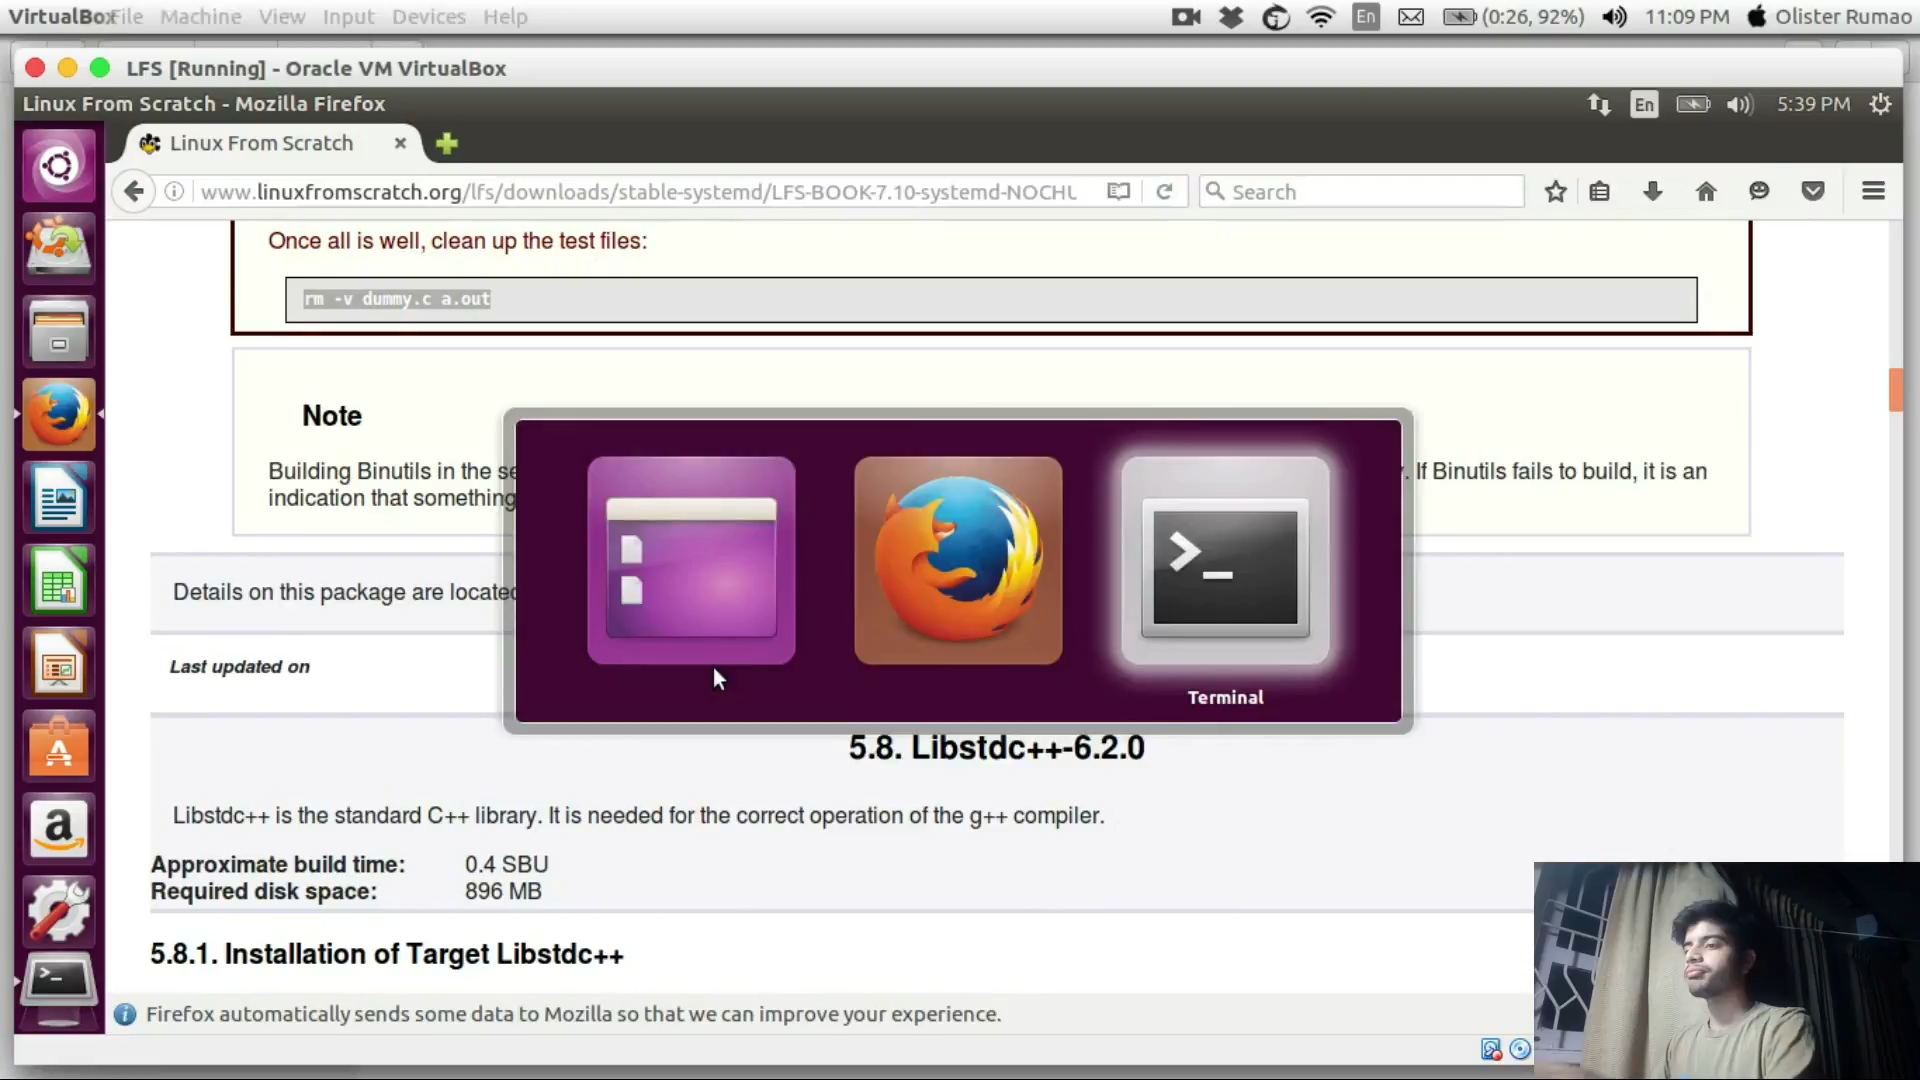 VirtualBox File Machine View Input Devices Help En (0:26, 92%) 11:09 PM Olister Rumao
LFS [Running] - Oracle VM VirtualBox
Linux From Scratch - Mozilla Firefox En 5:39 PM
Linux From Scratch
www.linuxfromscratch.org/lfs/downloads/stable-systemd/LFS-BOOK-7.10-systemd-NOCHU Search
Once all is well, clean up the test files:
rm -v dummy.c a.out
Note
Building Binutils in the se . If Binutils fails to build, it is an
indication that something
Details on this package are located
Last updated on
Terminal
5.8. Libstdc++-6.2.0
Libstdc++ is the standard C++ library. It is needed for the correct operation of the g++ compiler.
Approximate build time: 0.4 SBU
Required disk space: 896 MB
5.8.1. Installation of Target Libstdc++
Firefox automatically sends some data to Mozilla so that we can improve your experience.